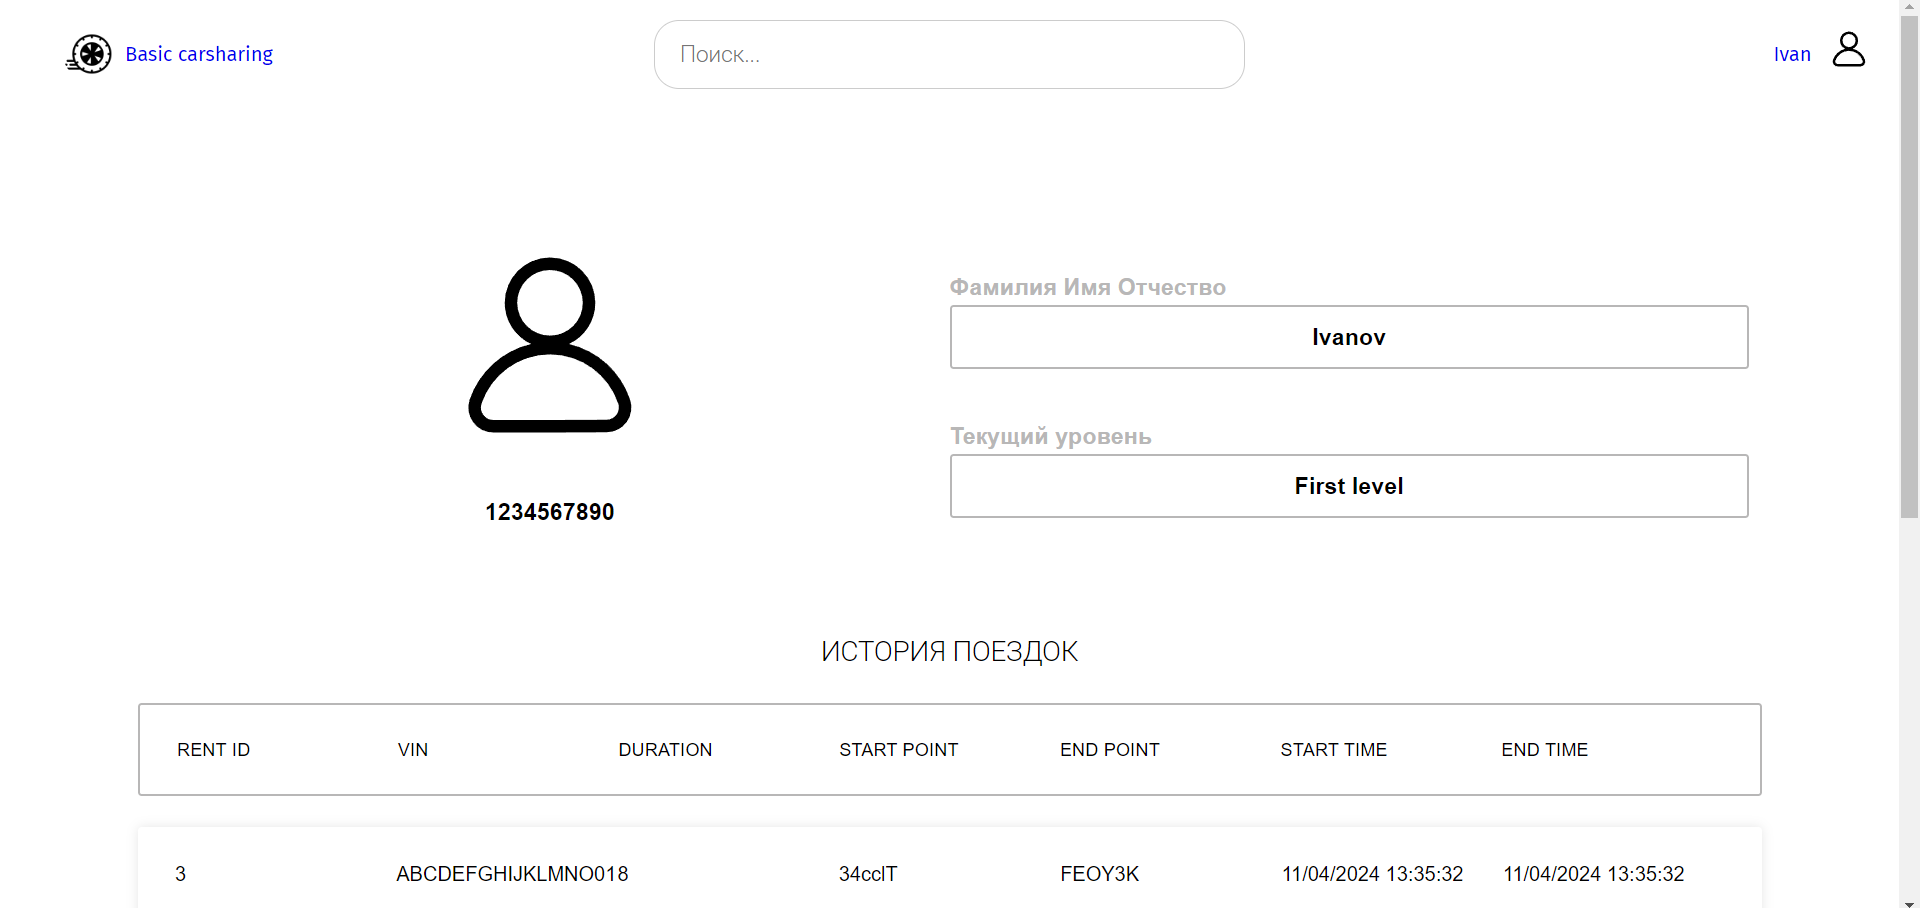 Basic carsharing
Поиск...
Ivan
Фамилия Имя Отчество
Ivanov
Текущий уровень
First level
1234567890
ИСТОРИЯ ПОЕЗДОК
RENT ID VIN DURATION START POINT END POINT START TIME END TIME
3 ABCDEFGHIJKLMNO018 34cclT FEOY3K 11/04/2024 13:35:32 11/04/2024 13:35:32